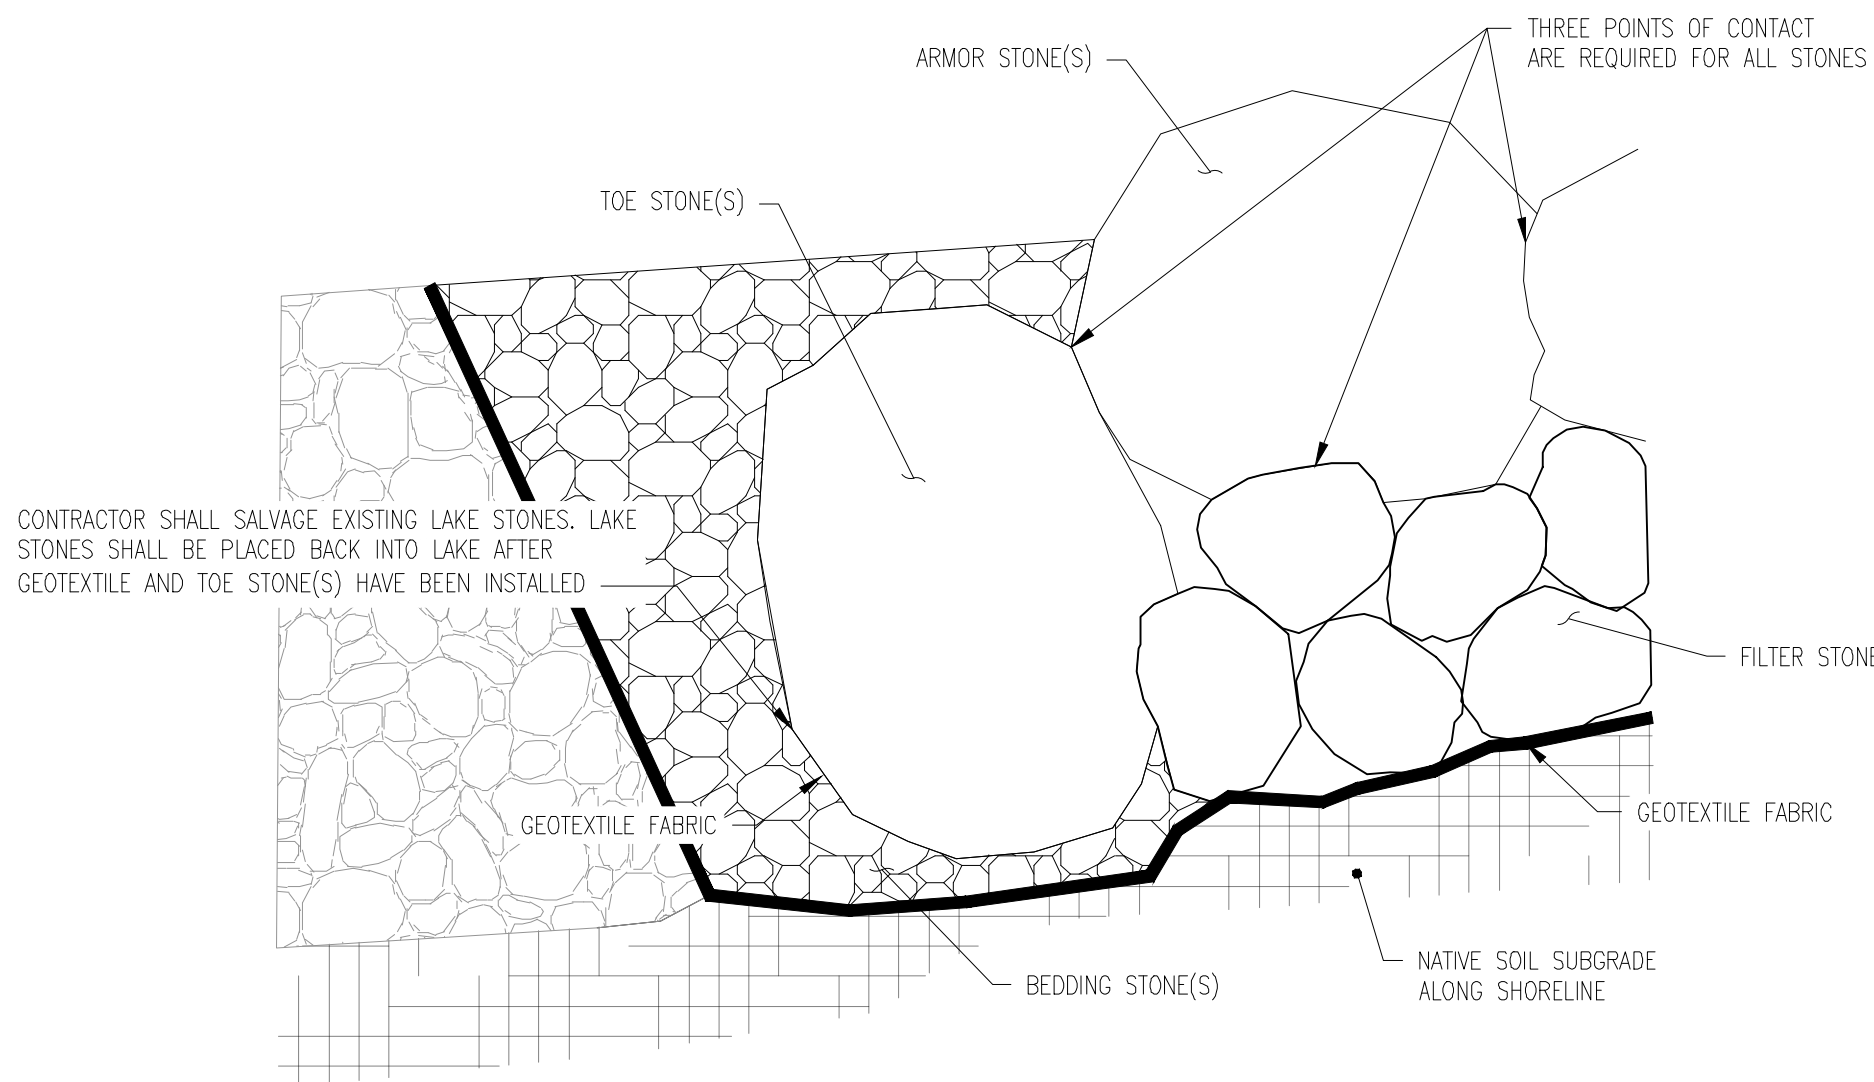 THREE POINTS OF CONTACT
ARE REQUIRED FOR ALL STONES
ARMOR STONE(S)
TOE STONE(S)
CONTRACTOR SHALL SALVAGE EXISTING LAKE STONES. LAKE
STONES SHALL BE PLACED BACK INTO LAKE AFTER
GEOTEXTILE AND TOE STONE(S) HAVE BEEN INSTALLED
FILTER STONE
GEOTEXTILE FABRIC
GEOTEXTILE FABRIC
NATIVE SOIL SUBGRADE
ALONG SHORELINE
BEDDING STONE(S)